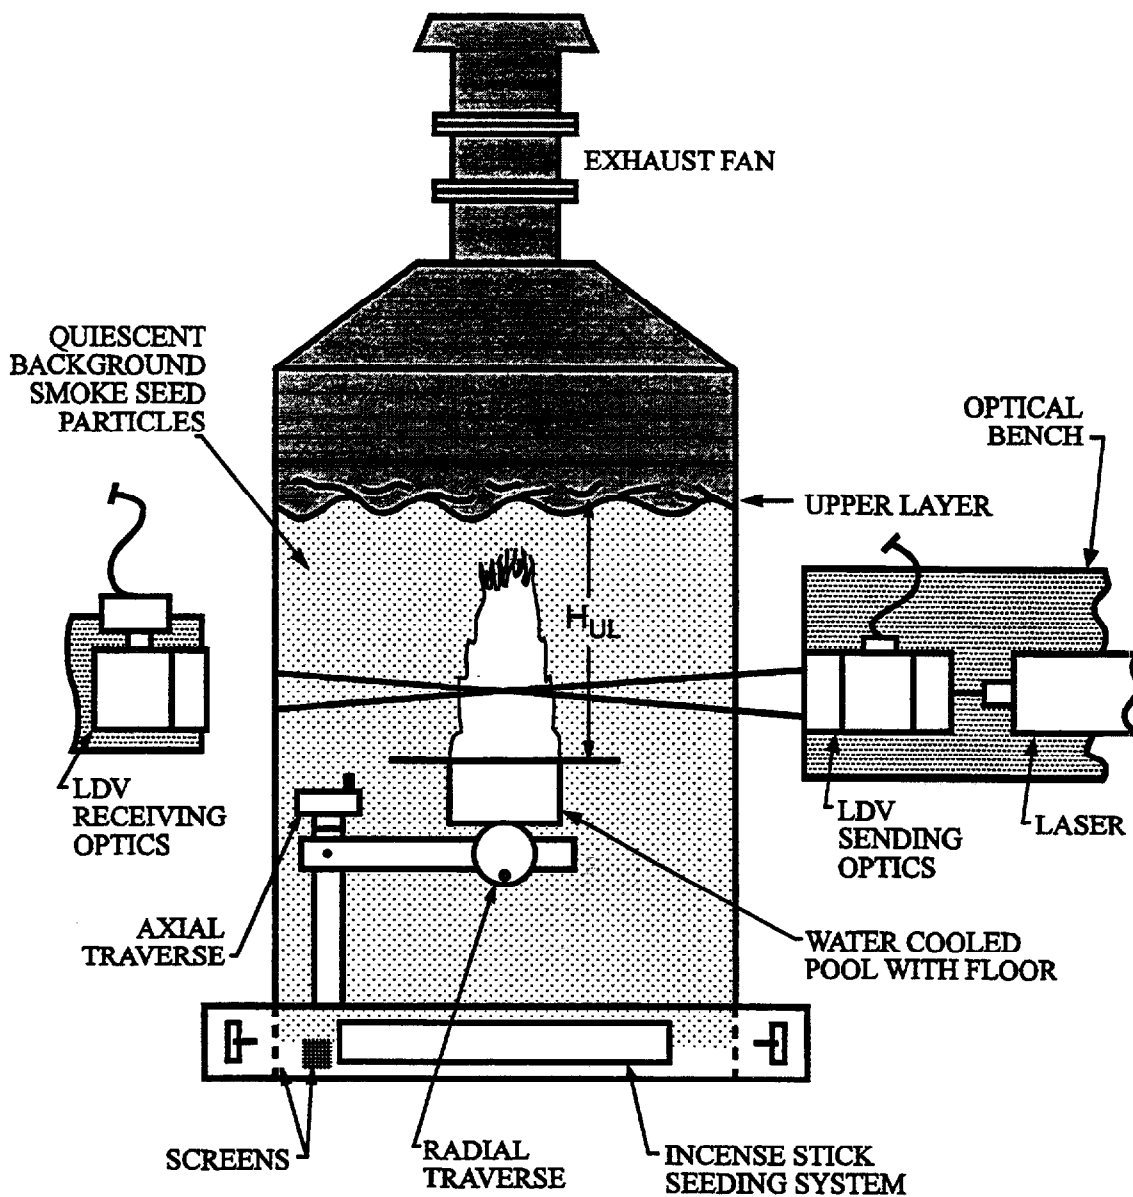 EXHAUST FAN
QUIESCENT
BACKGROUND
SMOKE SEED
PARTICLES
OPTICAL
BENCH
UPPER LAYER
H_UL
LDV
RECEIVING
OPTICS
LDV
SENDING
OPTICS
LASER
AXIAL
TRAVERSE
WATER COOLED
POOL WITH FLOOR
SCREENS
RADIAL
TRAVERSE
INCENSE STICK
SEEDING SYSTEM